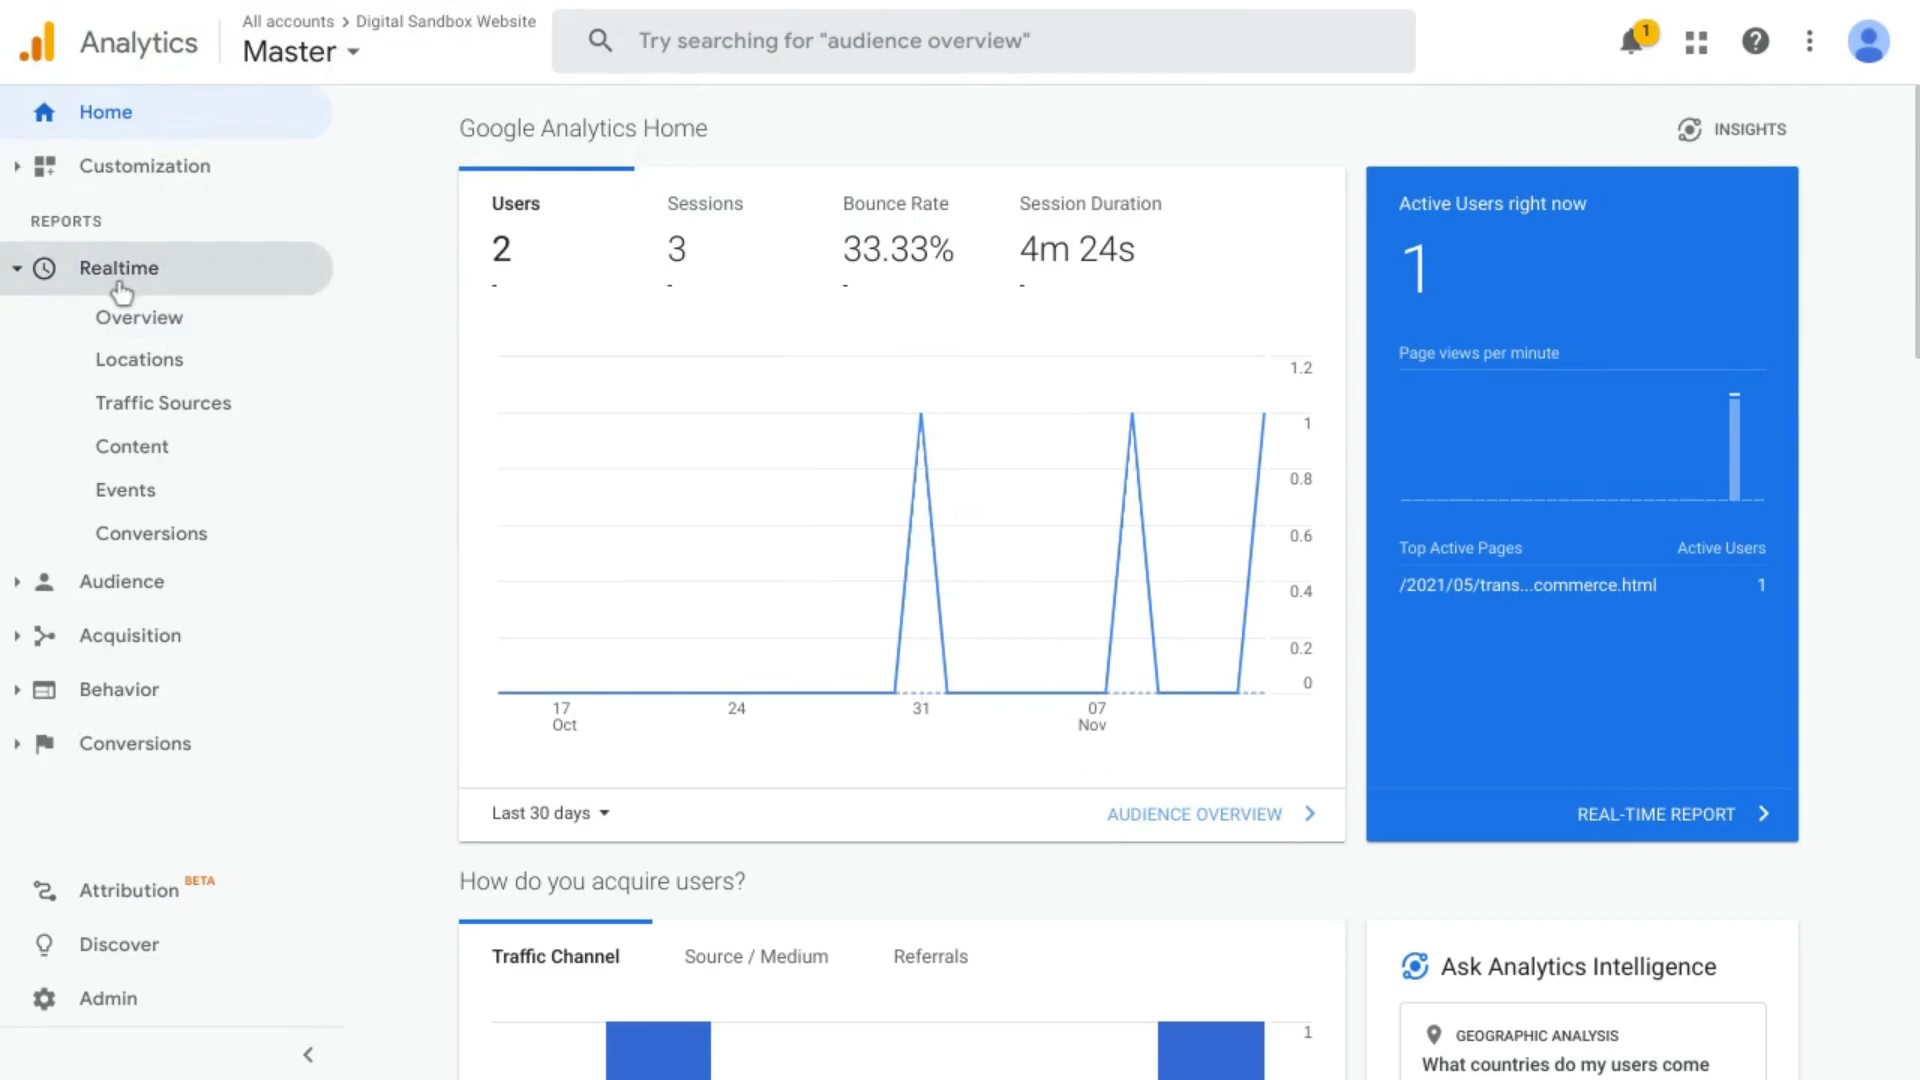 Analytics
All accounts > Digital Sandbox Website
Master
Try searching for "audience overview"
1
Home
Customization
REPORTS
Realtime
Overview
Locations
Traffic Sources
Content
Events
Conversions
Audience
Acquisition
Behavior
Conversions
Attribution BETA
Discover
Admin
Google Analytics Home
INSIGHTS
Users
2
-
Sessions
3
-
Bounce Rate
33.33%
-
Session Duration
4m 24s
-
1.2
1
0.8
0.6
0.4
0.2
0
17
Oct
24
31
07
Nov
Last 30 days
AUDIENCE OVERVIEW
Active Users right now
1
Page views per minute
Top Active Pages Active Users
/2021/05/trans...commerce.html 1
REAL-TIME REPORT
How do you acquire users?
Traffic Channel Source / Medium Referrals
1
Ask Analytics Intelligence
GEOGRAPHIC ANALYSIS
What countries do my users come